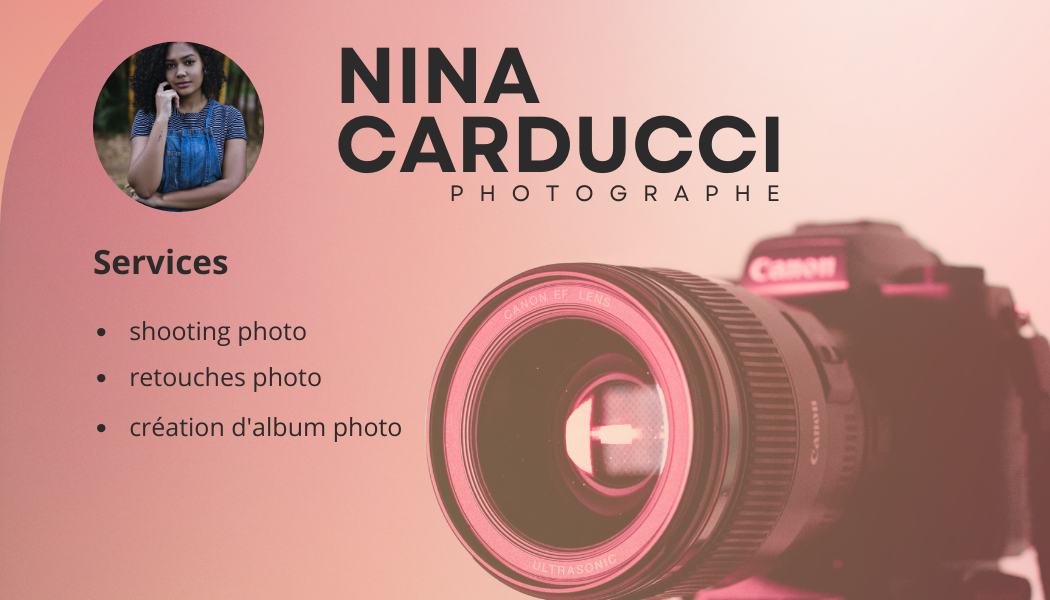 NINA
CARDUCCI
PHOTOGRAPHE
Services
• shooting photo
• retouches photo
• création d'album photo
Canon
CANON EF LENS
Canon
ULTRASONIC